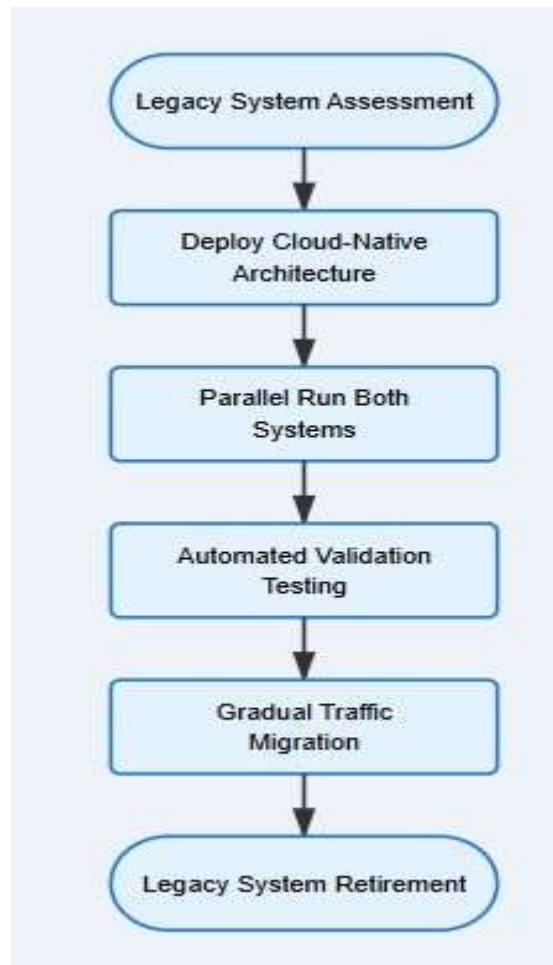 Legacy System Assessment
Deploy Cloud-Native
Architecture
Parallel Run Both
Systems
Automated Validation
Testing
Gradual Traffic
Migration
Legacy System Retirement